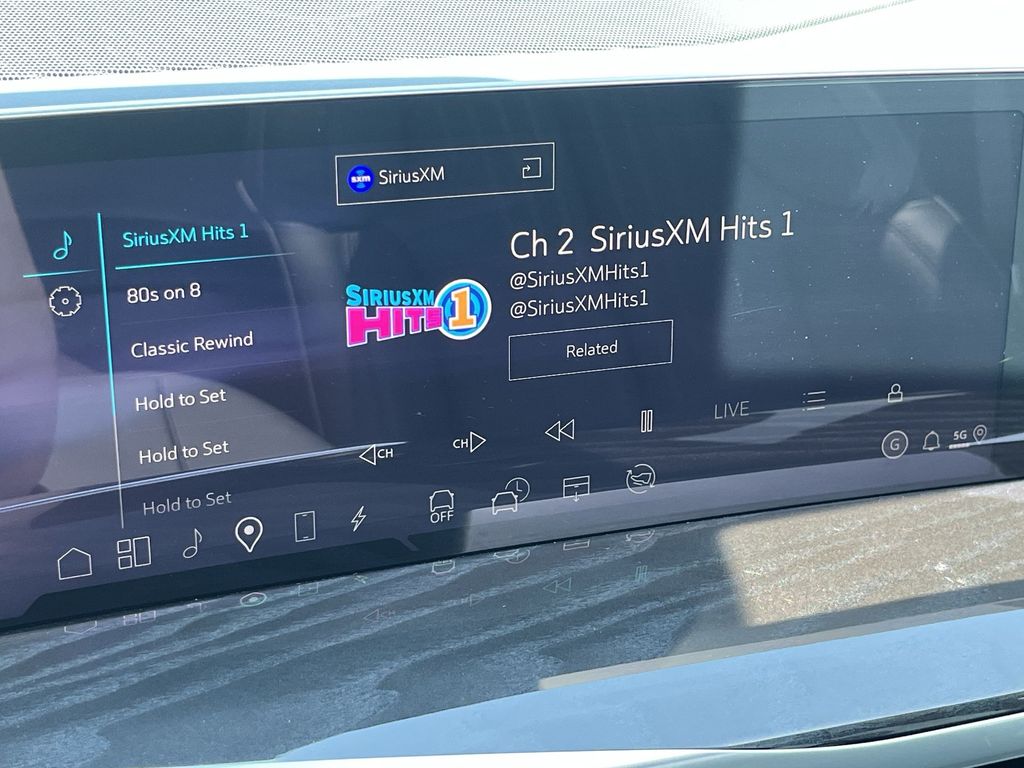 sxm SiriusXM
SiriusXM Hits 1
80s on 8
Classic Rewind
Hold to Set
Hold to Set
Hold to Set
SIRIUSXM
HITS 1
Ch 2 SiriusXM Hits 1
@SiriusXMHits1
@SiriusXMHits1
Related
CH
CH
LIVE
OFF
G
5G